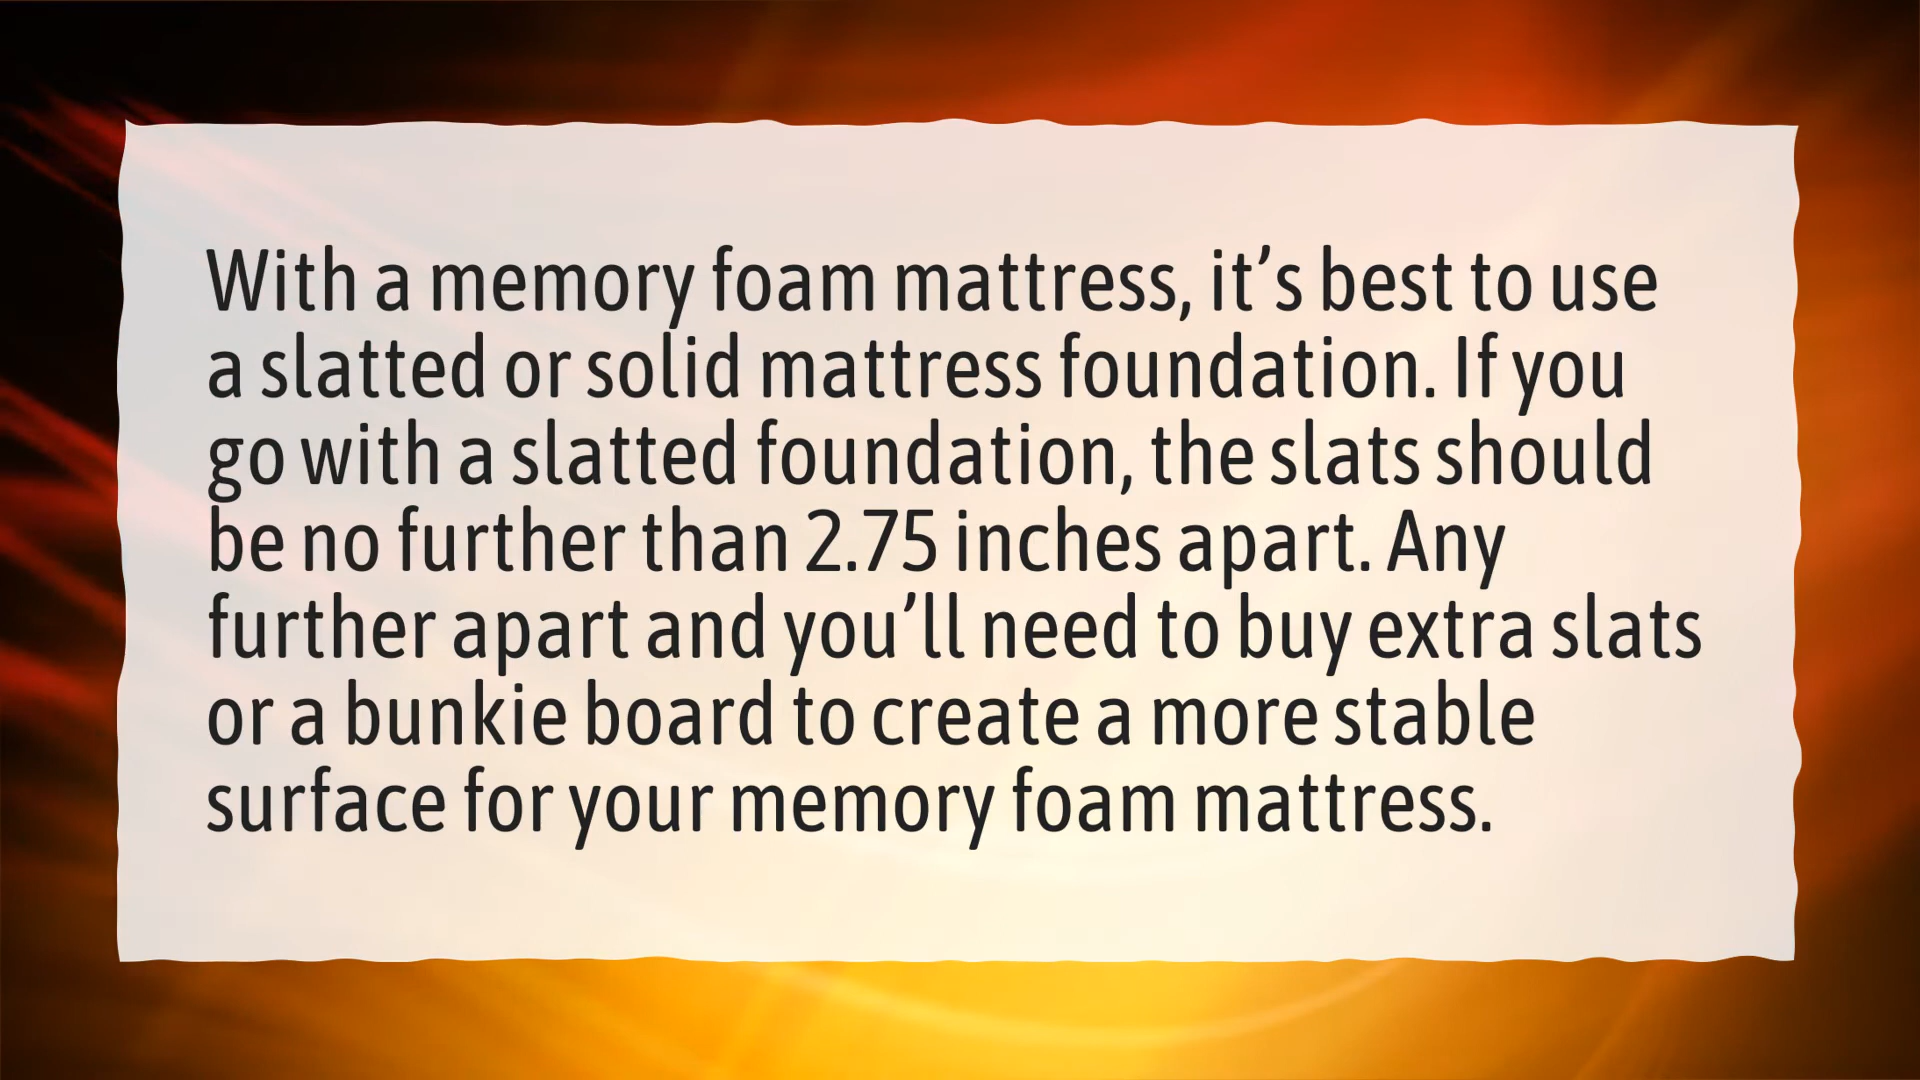 With a memory foam mattress, it’s best to use
a slatted or solid mattress foundation. If you
go with a slatted foundation, the slats should
be no further than 2.75 inches apart. Any
further apart and you’ll need to buy extra slats
or a bunkie board to create a more stable
surface for your memory foam mattress.